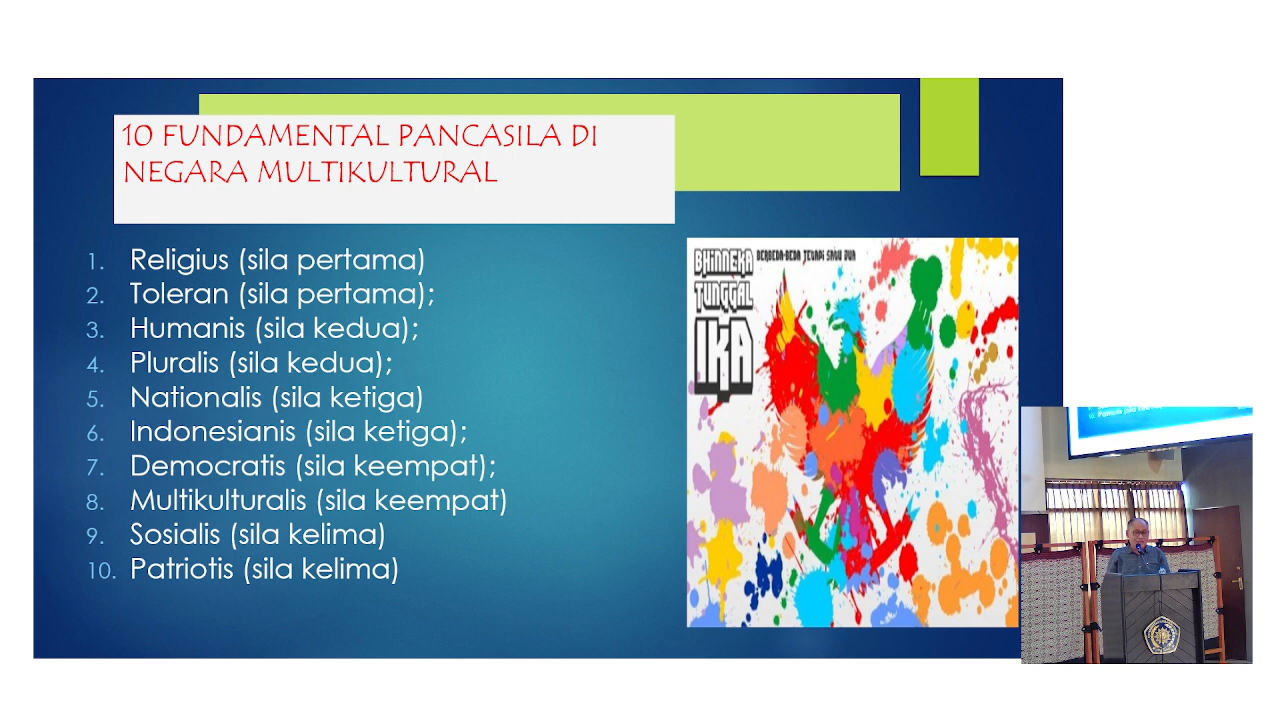 10 FUNDAMENTAL PANCASILA DI
NEGARA MULTIKULTURAL
1. Religius (sila pertama)
2. Toleran (sila pertama);
3. Humanis (sila kedua);
4. Pluralis (sila kedua);
5. Nationalis (sila ketiga)
6. Indonesianis (sila ketiga);
7. Democratis (sila keempat);
8. Multikulturalis (sila keempat)
9. Sosialis (sila kelima)
10. Patriotis (sila kelima)
BHINNEKA
TUNGGAL
IKA
BERBEDA-BEDA TETAPI SATU JUA